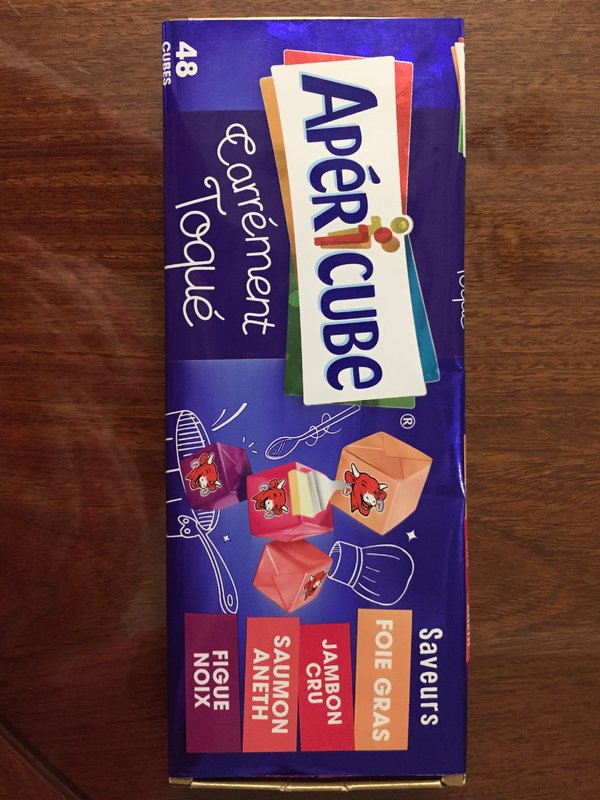 APÉRICUBE
®
Carrément
Toqué
48
CUBES
Saveurs
FOIE GRAS
JAMBON
CRU
SAUMON
ANETH
FIGUE
NOIX